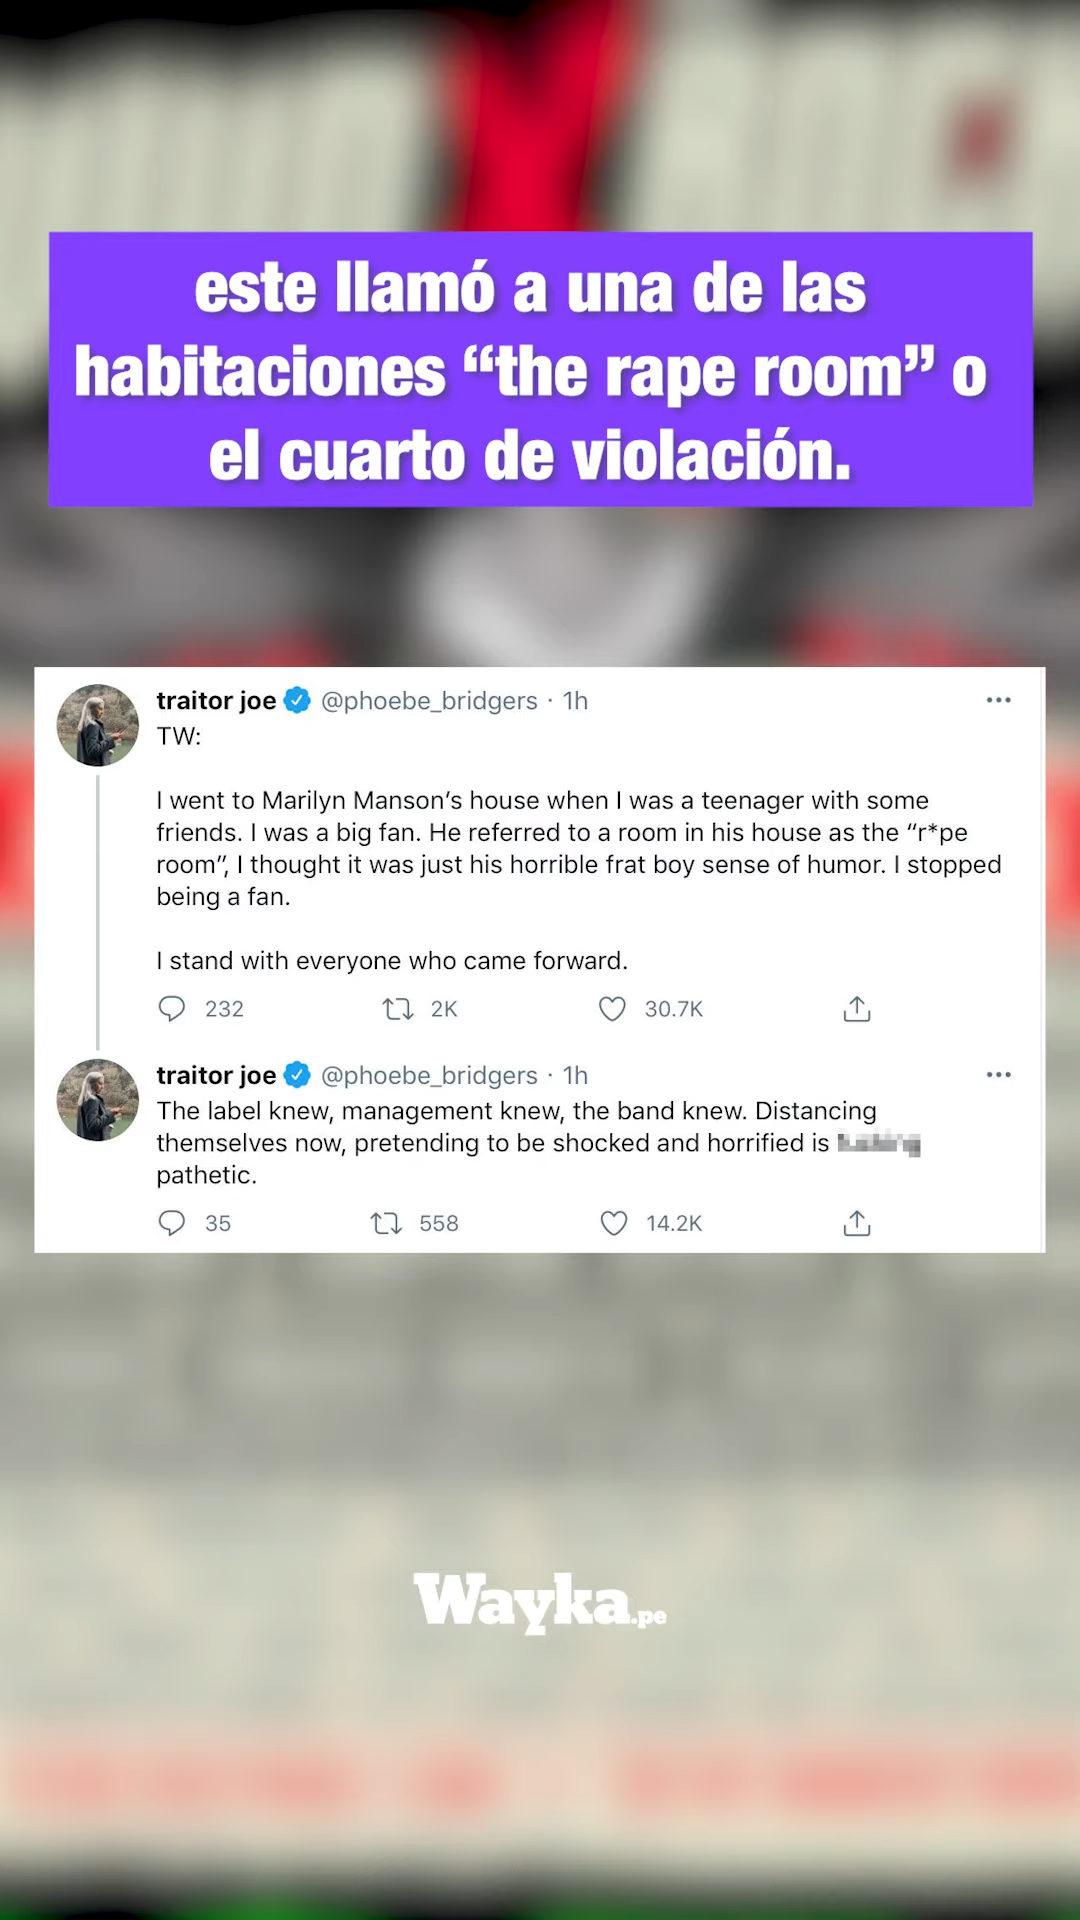 este llamó a una de las
habitaciones “the rape room” o
el cuarto de violación.
traitor joe @phoebe_bridgers · 1h
TW:
I went to Marilyn Manson’s house when I was a teenager with some
friends. I was a big fan. He referred to a room in his house as the “r*pe
room”, I thought it was just his horrible frat boy sense of humor. I stopped
being a fan.
I stand with everyone who came forward.
232 2K 30.7K
traitor joe @phoebe_bridgers · 1h
The label knew, management knew, the band knew. Distancing
themselves now, pretending to be shocked and horrified is
pathetic.
35 558 14.2K
Wayka.pe